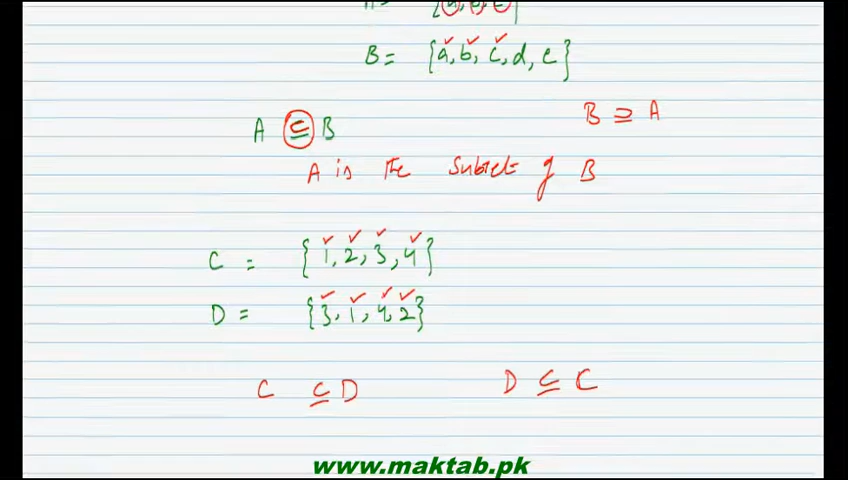 B = {a, b, c, d, e}
A ⊆ B
B ⊇ A
A is the subset of B
C = {1, 2, 3, 4}
D = {3, 1, 4, 2}
C ⊆ D
D ⊆ C
www.maktab.pk